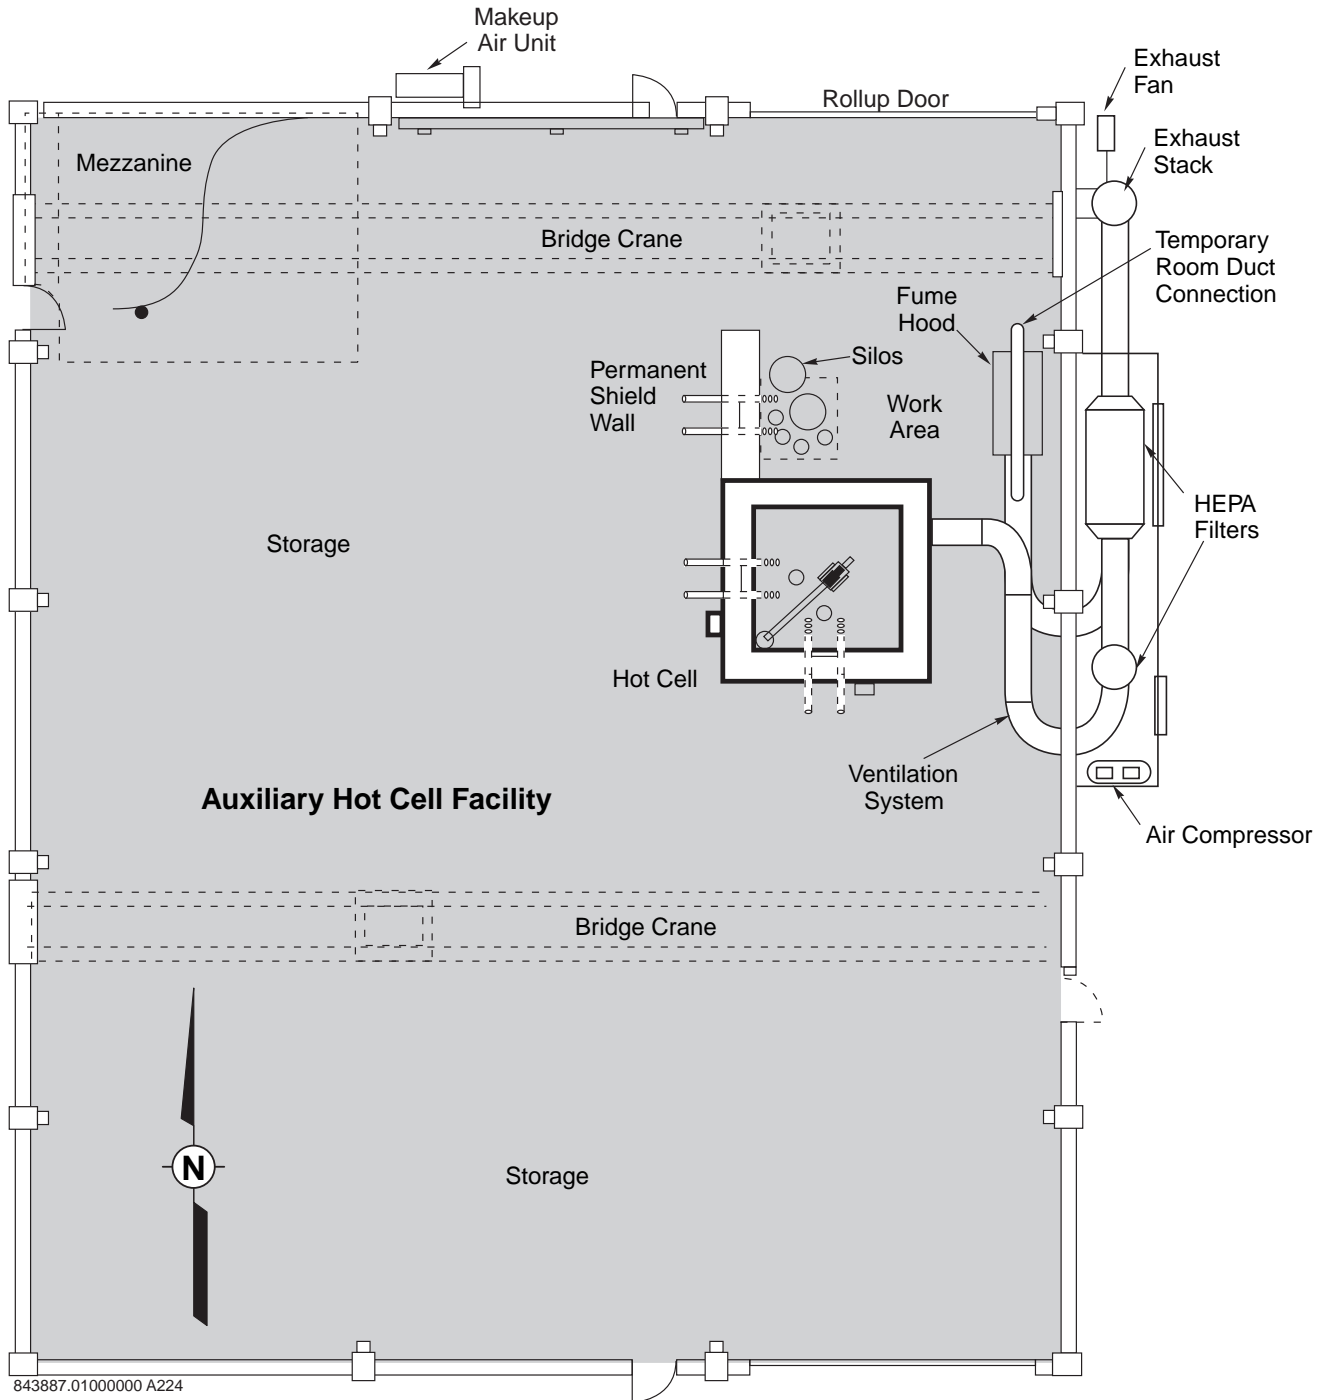 Makeup
Air Unit
Exhaust
Fan
Rollup Door
Exhaust
Stack
Mezzanine
Bridge Crane
Temporary
Room Duct
Connection
Fume
Hood
Silos
Permanent
Shield
Wall
Work
Area
HEPA
Filters
Storage
Hot Cell
Ventilation
System
Auxiliary Hot Cell Facility
Air Compressor
Bridge Crane
N
Storage
843887.01000000 A224